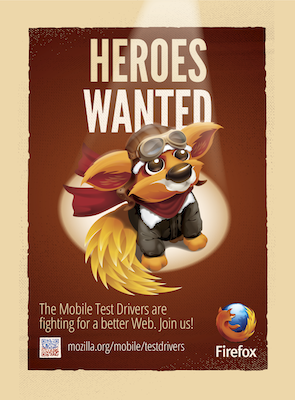 HEROES
WANTED
The Mobile Test Drivers are
fighting for a better Web. Join us!
mozilla.org/mobile/testdrivers
Firefox